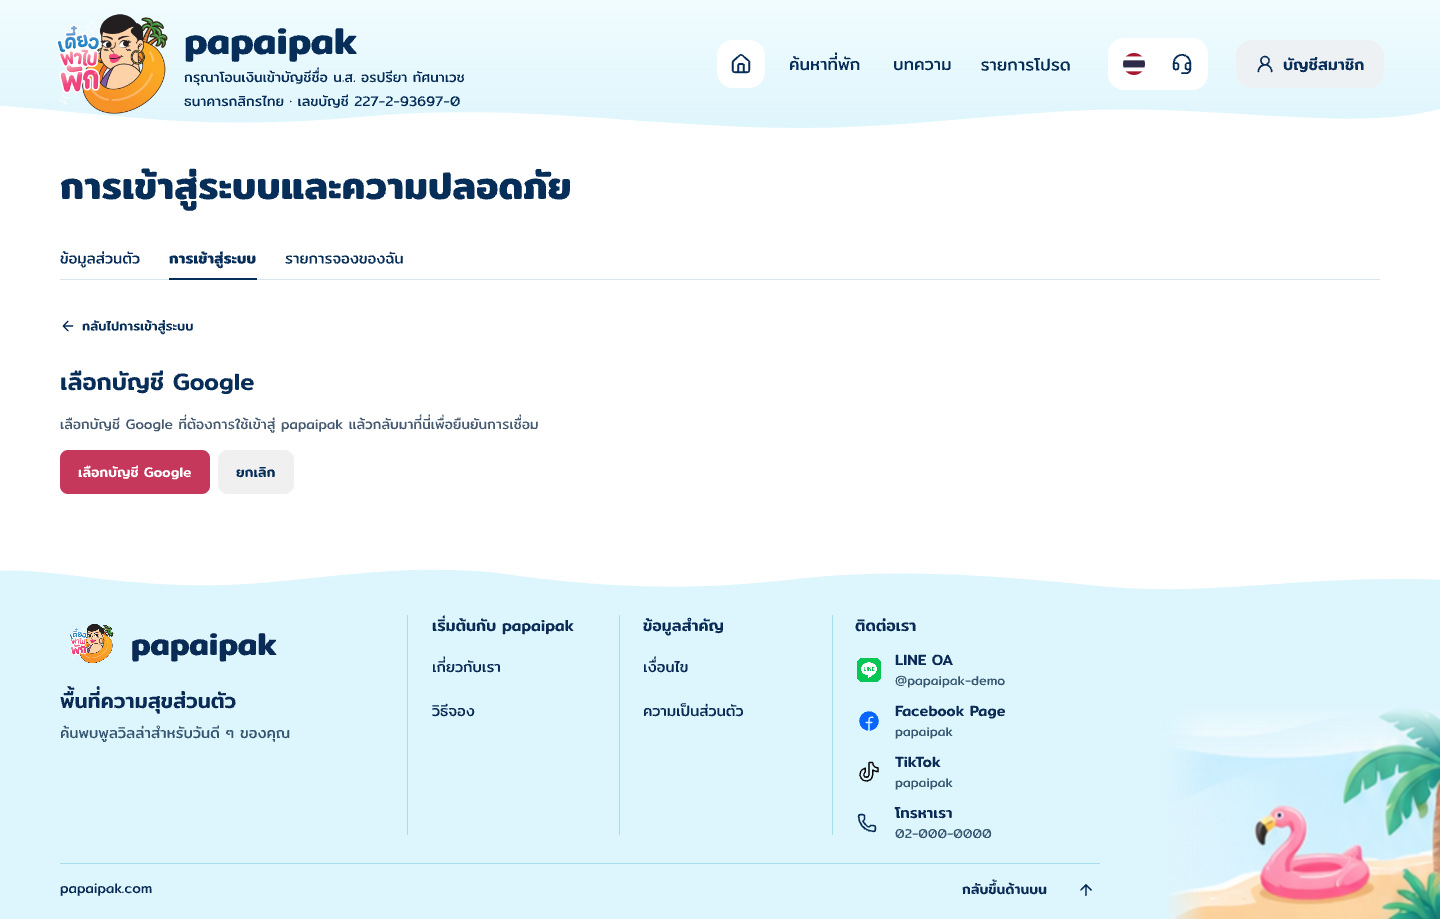 เดี๋ยว
พาไป
พัก
papaipak
กรุณาโอนเงินเข้าบัญชีชื่อ น.ส. อรปรียา ทัศนาเวช
ธนาคารกสิกรไทย · เลขบัญชี 227-2-93697-0
ค้นหาที่พัก
บทความ
รายการโปรด
บัญชีสมาชิก
การเข้าสู่ระบบและความปลอดภัย
ข้อมูลส่วนตัว
การเข้าสู่ระบบ
รายการจองของฉัน
กลับไปการเข้าสู่ระบบ
เลือกบัญชี Google
เลือกบัญชี Google ที่ต้องการใช้เข้าสู่ papaipak แล้วกลับมาที่นี่เพื่อยืนยันการเชื่อม
เลือกบัญชี Google
ยกเลิก
เดี๋ยว
พาไป
พัก
papaipak
พื้นที่ความสุขส่วนตัว
ค้นพบพูลวิลล่าสำหรับวันดี ๆ ของคุณ
เริ่มต้นกับ papaipak
เกี่ยวกับเรา
วิธีจอง
ข้อมูลสำคัญ
เงื่อนไข
ความเป็นส่วนตัว
ติดต่อเรา
LINE
LINE OA
@papaipak-demo
Facebook Page
papaipak
TikTok
papaipak
โทรหาเรา
02-000-0000
papaipak.com
กลับขึ้นด้านบน